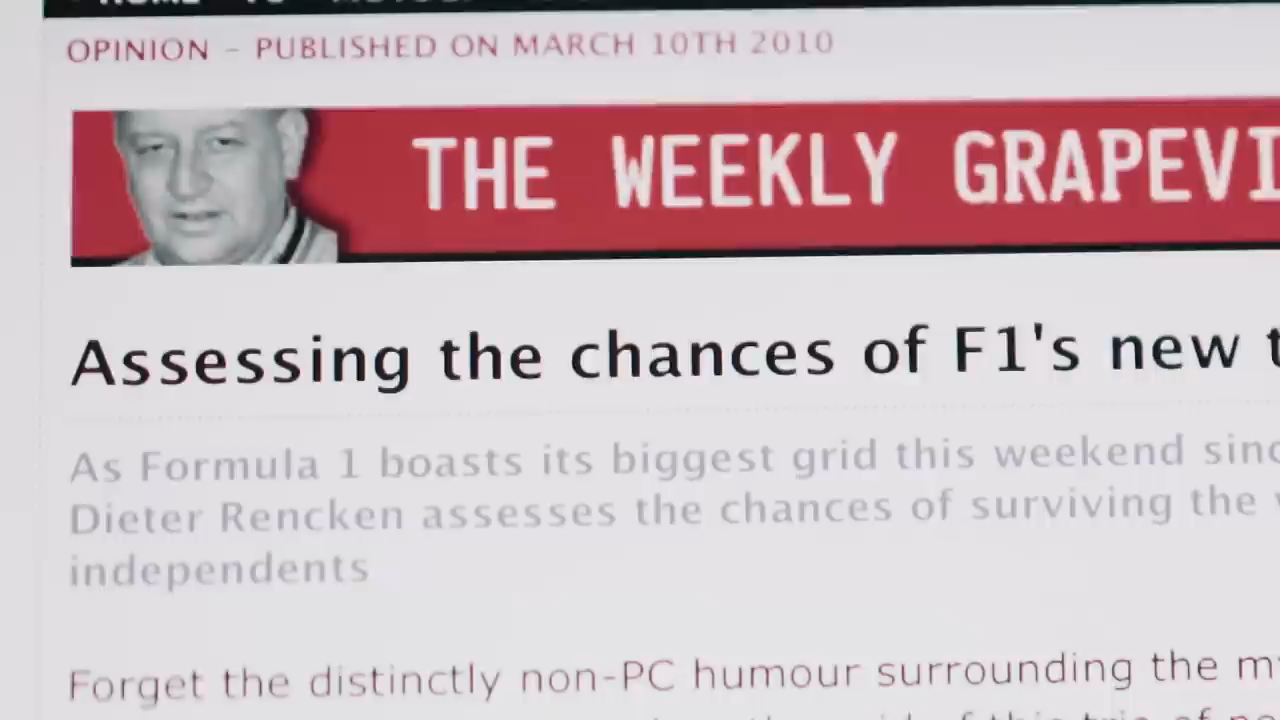 OPINION – PUBLISHED ON MARCH 10TH 2010
THE WEEKLY GRAPEVI
Assessing the chances of F1's new t
As Formula 1 boasts its biggest grid this weekend sinc
Dieter Rencken assesses the chances of surviving the
independents
Forget the distinctly non-PC humour surrounding the m